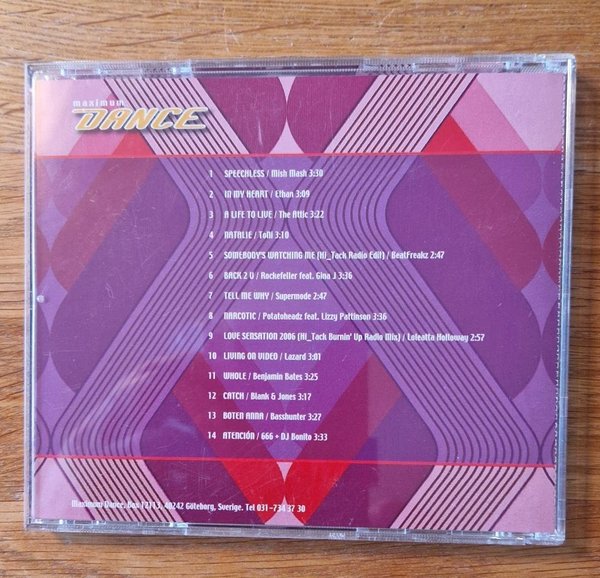 maximum
DANCE
1 SPEECHLESS / Mish Mash 3:30
2 IN MY HEART / Ethan 3:09
3 A LIFE TO LIVE / The Attic 3:22
4 NATALIE / ToNi 3:10
5 SOMEBODY'S WATCHING ME (Hi_Tack Radio Edit) / BeatFreakz 2:47
6 BACK 2 U / Rockefeller feat. Gina J 3:36
7 TELL ME WHY / Supermode 2:47
8 NARCOTIC / Potatoheadz feat. Lizzy Pattinson 3:36
9 LOVE SENSATION 2006 (Hi_Tack Burnin' Up Radio Mix) / Loleatta Holloway 2:57
10 LIVING ON VIDEO / Lazard 3:01
11 WHOLE / Benjamin Bates 3:25
12 CATCH / Blank & Jones 3:17
13 BOTEN ANNA / Basshunter 3:27
14 ATENCIÓN / 666 + DJ Bonito 3:33
Maximum Dance, Box 12113, 40242 Göteborg, Sverige. Tel 031-734 37 30